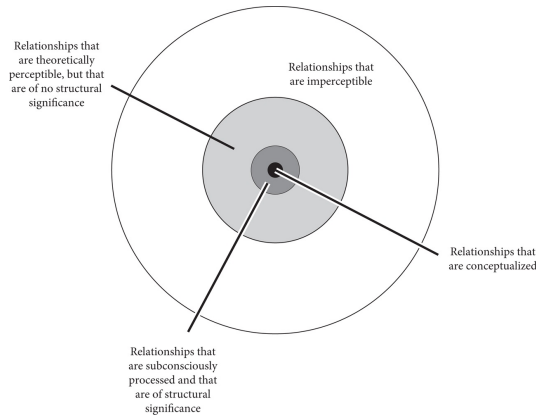 Relationships that
are theoretically
perceptible, but that
are of no structural
significance
Relationships that
are imperceptible
Relationships that
are conceptualized
Relationships that
are subconsciously
processed and that
are of structural
significance